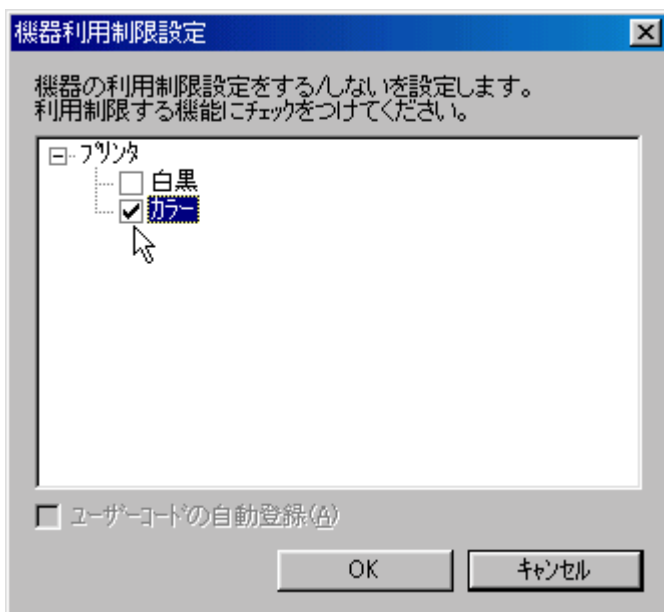 機器利用制限設定
機器の利用制限設定をする/しないを設定します。
利用制限する機能にﾁｪｯｸをつけてください。
ﾌﾟﾘﾝﾀ
白黒
ｶﾗｰ
ﾕｰｻﾞｰｺｰﾄﾞの自動登録(A)
OK
ｷｬﾝｾﾙ